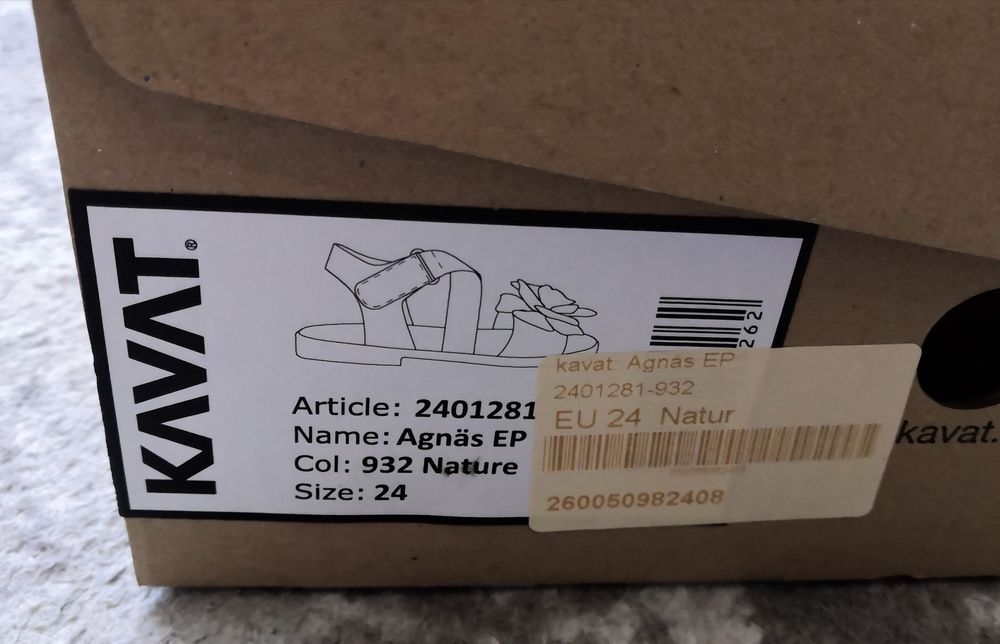 KAVAT®
262
Article: 2401281
Name: Agnäs EP
Col: 932 Nature
Size: 24
kavat: Agnäs EP
2401281-932
EU 24 Natur
260050982408
kavat.